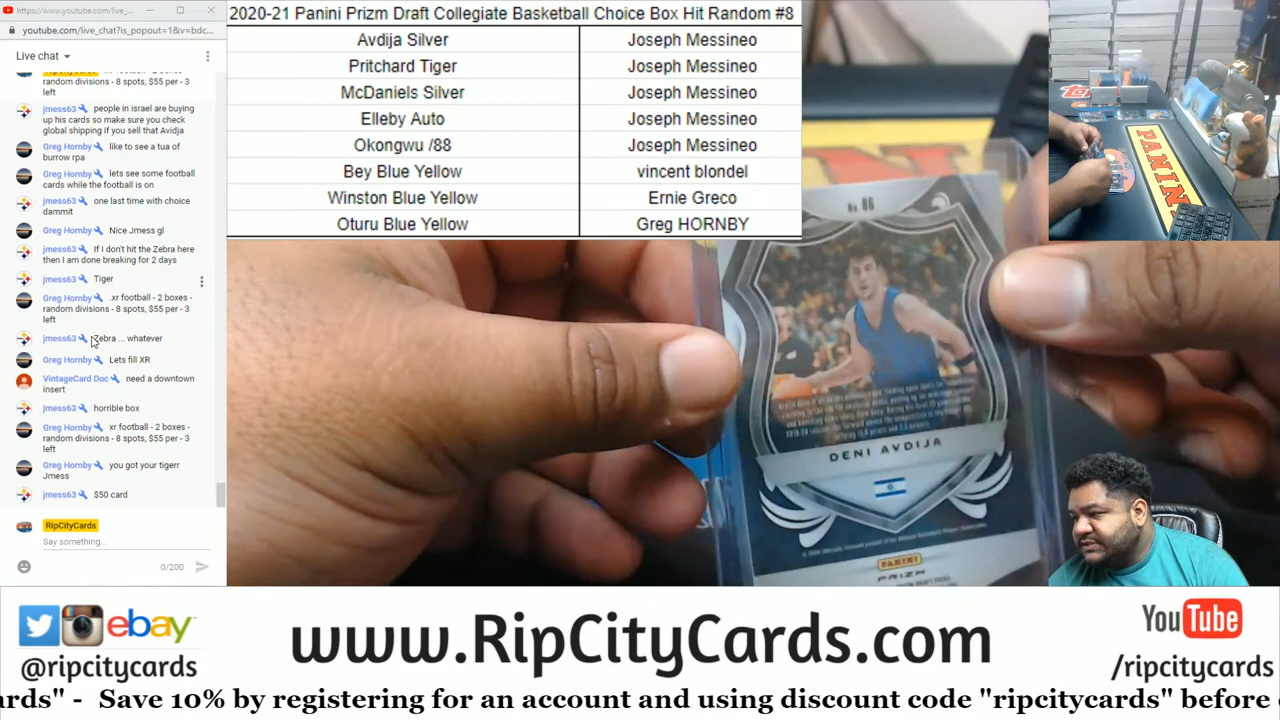 https://www.youtube.com/live_...
youtube.com/live_chat?is_popout=1&v=bdc...
Live chat
RipCityCards
random divisions - 8 spots, $55 per - 3
left
jmess63 people in israel are buying
up his cards so make sure you check
global shipping if you sell that Avdija
Greg Hornby like to see a tua of
burrow rpa
Greg Hornby lets see some football
cards while the football is on
jmess63 one last time with choice
dammit
Greg Hornby Nice Jmess gl
jmess63 If I don't hit the Zebra here
then I am done breaking for 2 days
jmess63 Tiger
Greg Hornby .xr football - 2 boxes -
random divisions - 8 spots, $55 per - 3
left
jmess63 Zebra ... whatever
Greg Hornby Lets fill XR
VintageCard Doc need a downtown
insert
jmess63 horrible box
Greg Hornby xr football - 2 boxes -
random divisions - 8 spots, $55 per - 3
left
Greg Hornby you got your tigerr
Jmess
jmess63 $50 card
RipCityCards
Say something...
0/200
2020-21 Panini Prizm Draft Collegiate Basketball Choice Box Hit Random #8
Avdija Silver Joseph Messineo
Pritchard Tiger Joseph Messineo
McDaniels Silver Joseph Messineo
Elleby Auto Joseph Messineo
Okongwu /88 Joseph Messineo
Bey Blue Yellow vincent blondel
Winston Blue Yellow Ernie Greco
Oturu Blue Yellow Greg HORNBY
No. 86
DENI AVDIJA
PANINI
PRIZM
PANINI
ebay
@ripcitycards
www.RipCityCards.com
YouTube
/ripcitycards
ards" - Save 10% by registering for an account and using discount code "ripcitycards" before